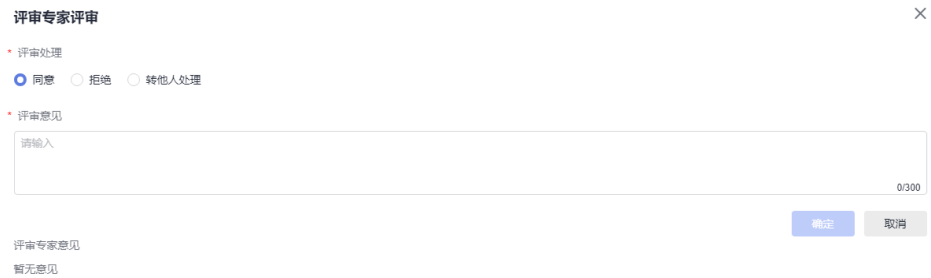 评审专家评审
* 评审处理
同意 拒绝 转他人处理
* 评审意见
请输入
0/300
确定 取消
评审专家意见
暂无意见